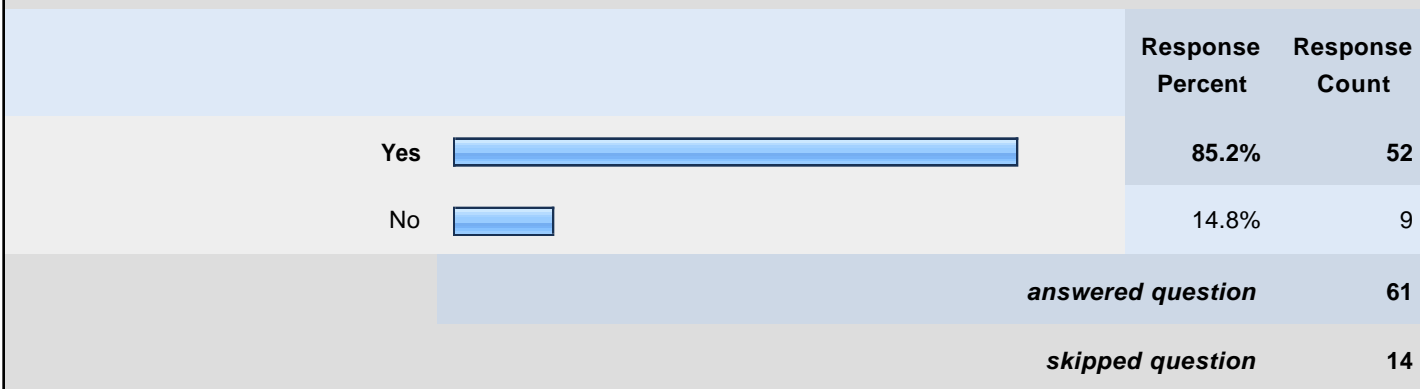 Response Response
Percent Count
Yes 85.2% 52
No 14.8% 9
answered question 61
skipped question 14